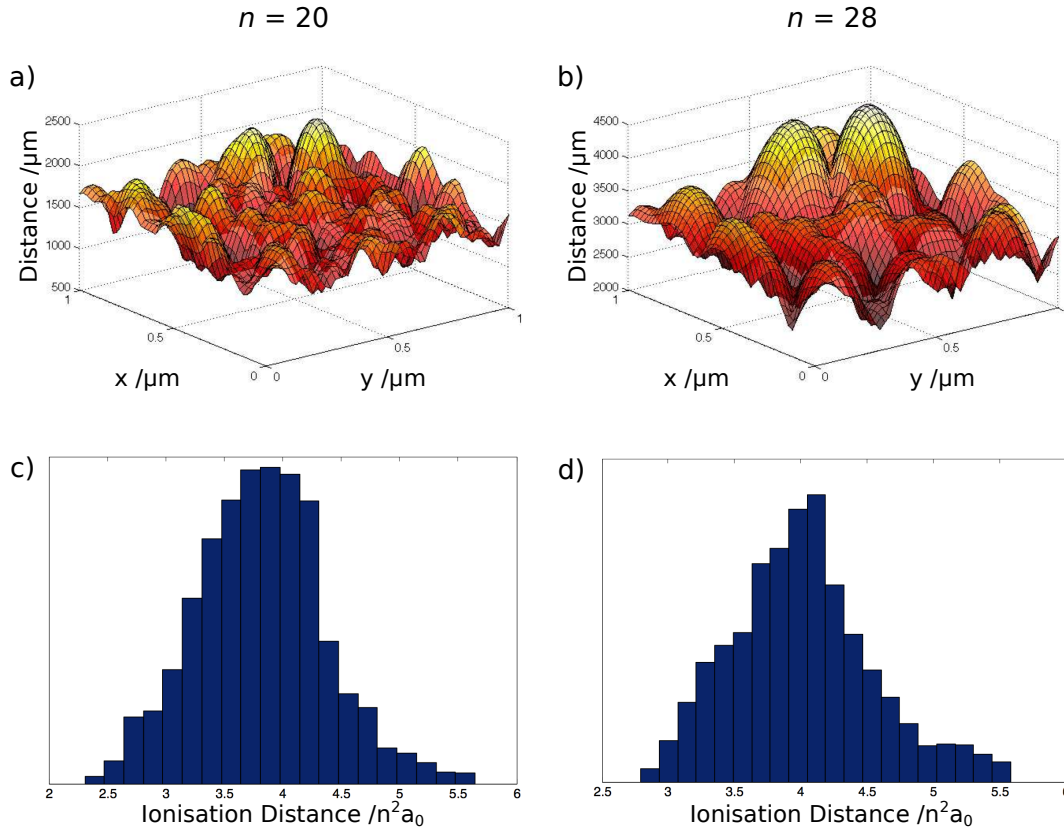 n = 20
n = 28
a)
2500
2000
1500
1000
500
Distance /µm
1
0.5
0
x /µm
0
0.5
1
y /µm
b)
4500
4000
3500
3000
2500
2000
Distance /µm
1
0.5
0
x /µm
0
0.5
y /µm
c)
2 2.5 3 3.5 4 4.5 5 5.5 6
Ionisation Distance /n²a₀
d)
2.5 3 3.5 4 4.5 5 5.5 6
Ionisation Distance /n²a₀